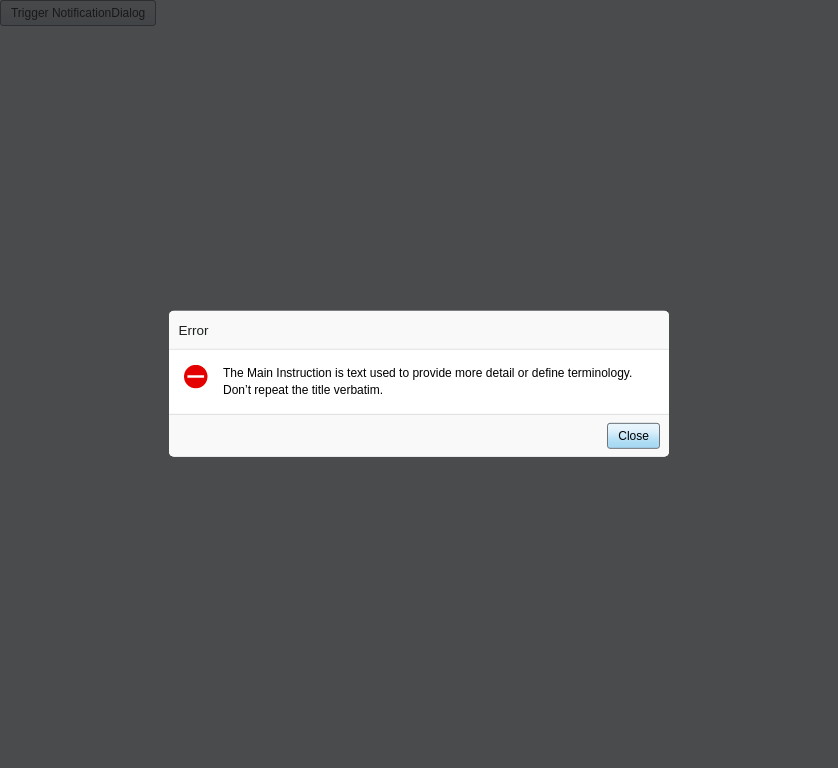 Trigger NotificationDialog
Error
The Main Instruction is text used to provide more detail or define terminology.
Don’t repeat the title verbatim.
Close